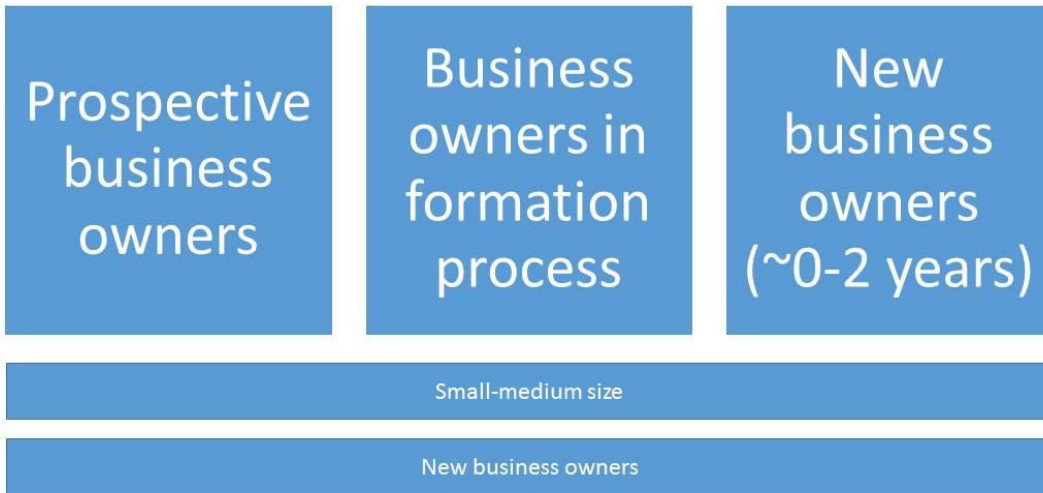 Prospective
business
owners
Business
owners in
formation
process
New
business
owners
(~0-2 years)
Small-medium size
New business owners